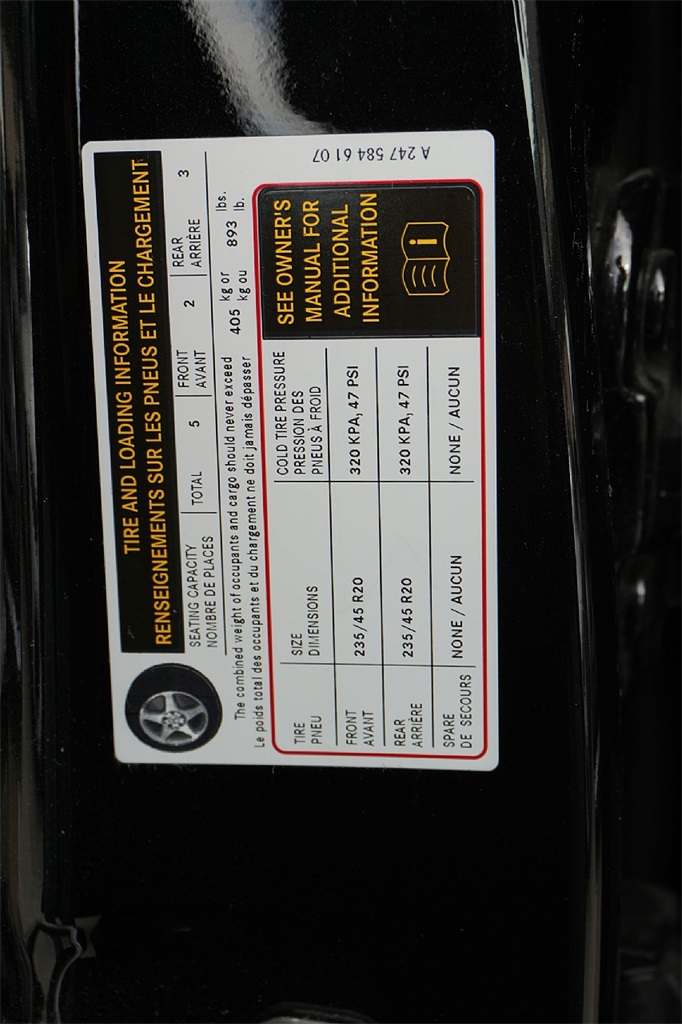 TIRE AND LOADING INFORMATION
RENSEIGNEMENTS SUR LES PNEUS ET LE CHARGEMENT
SEATING CAPACITY
NOMBRE DE PLACES
TOTAL 5
FRONT
AVANT
2
REAR
ARRIÈRE
3
The combined weight of occupants and cargo should never exceed 405 kg or 893 lbs.
Le poids total des occupants et du chargement ne doit jamais dépasser kg ou lb.
TIRE
PNEU
SIZE
DIMENSIONS
COLD TIRE PRESSURE
PRESSION DES
PNEUS À FROID
FRONT
AVANT
235/45 R20
320 KPA, 47 PSI
REAR
ARRIÈRE
235/45 R20
320 KPA, 47 PSI
SPARE
DE SECOURS
NONE / AUCUN
NONE / AUCUN
SEE OWNER'S
MANUAL FOR
ADDITIONAL
INFORMATION
i
A 247 584 61 07